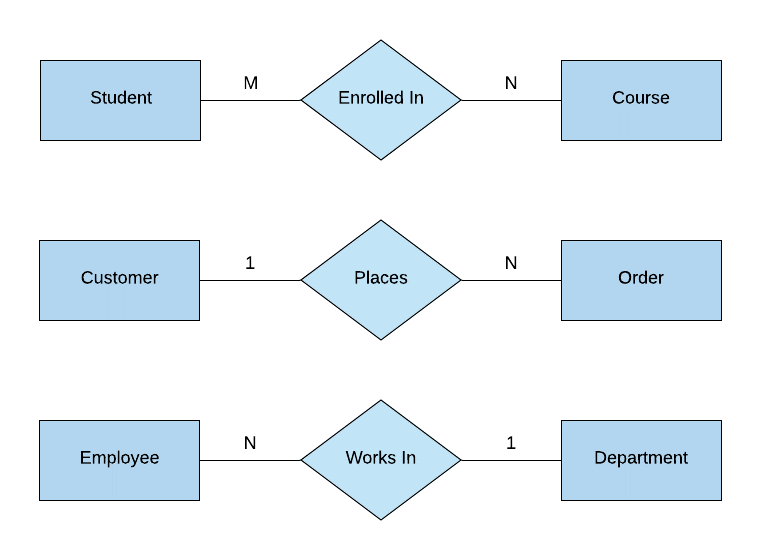 M
N
Student
Enrolled In
Course
1
N
Customer
Places
Order
N
1
Employee
Works In
Department